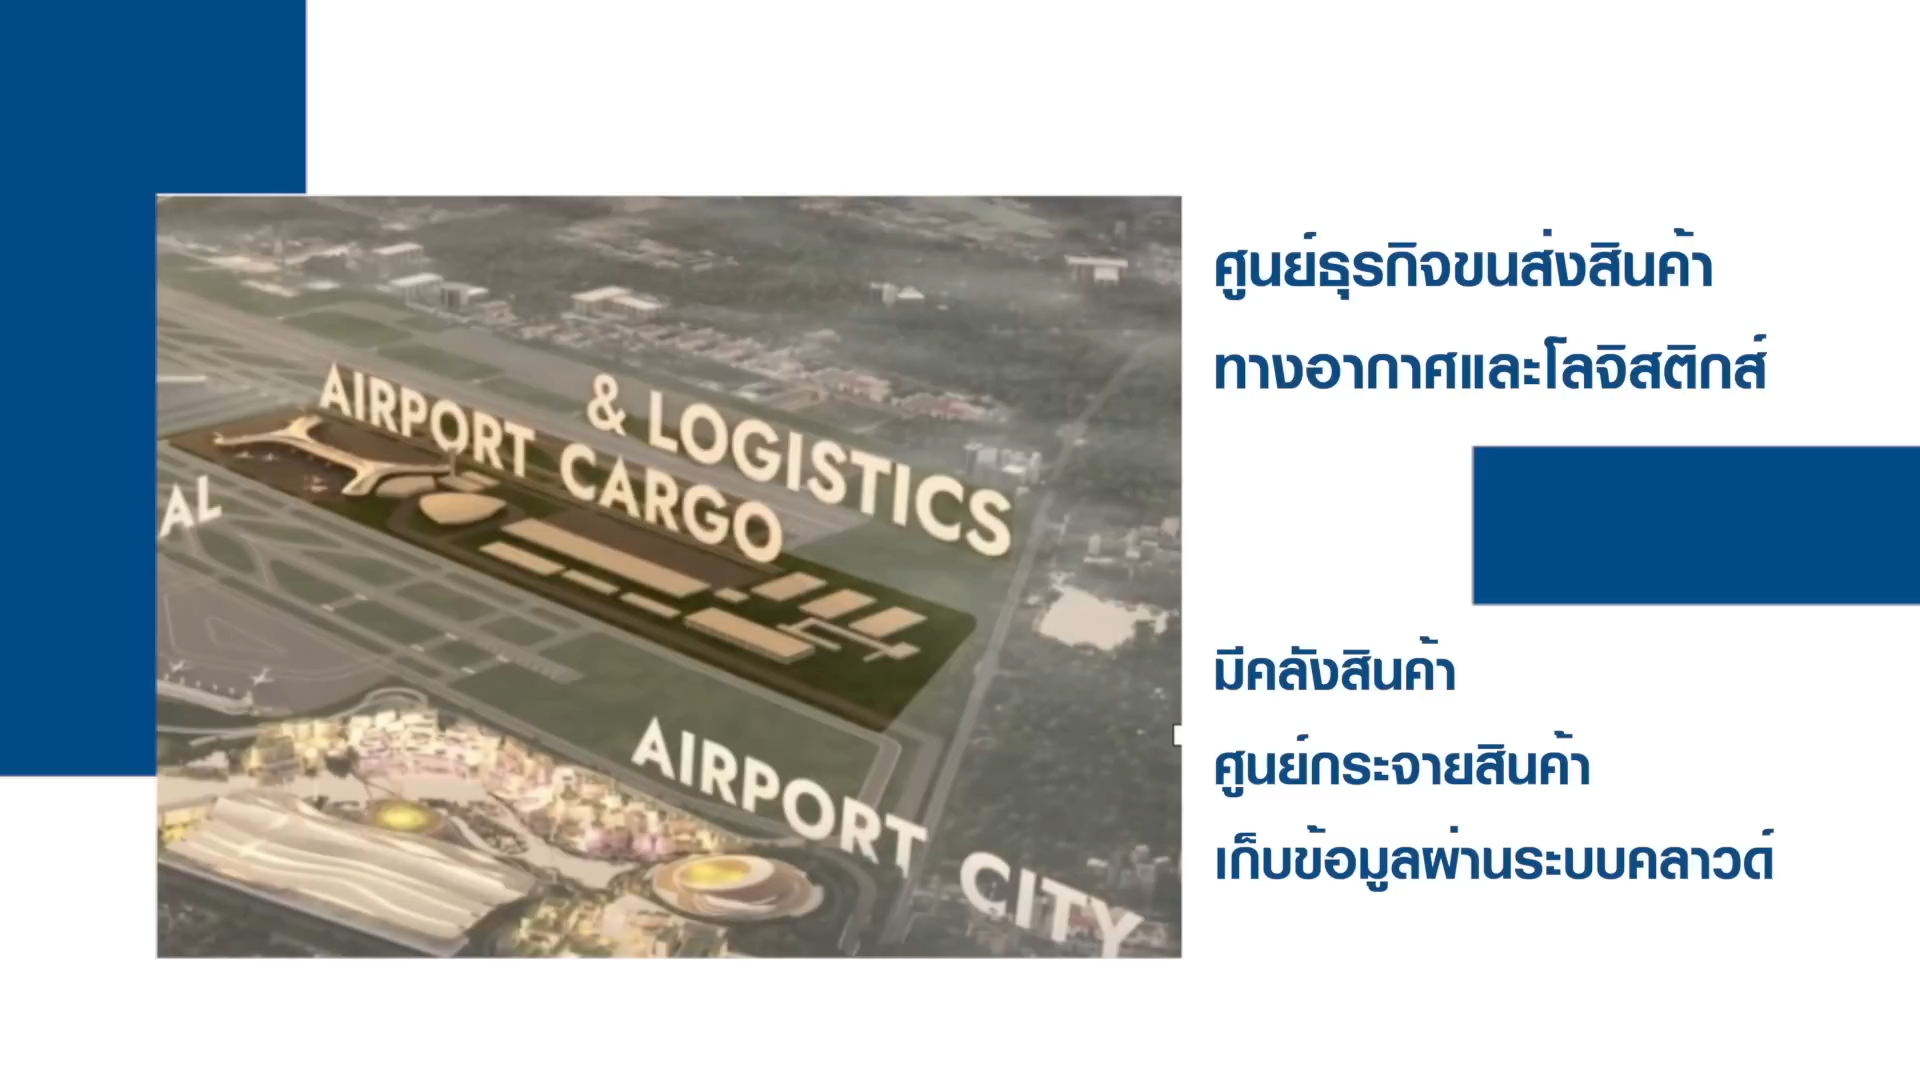 ศูนย์ธุรกิจขนส่งสินค้า
ทางอากาศและโลจิสติกส์
& LOGISTICS
AIRPORT CARGO
AL
AIRPORT CITY
มีคลังสินค้า
ศูนย์กระจายสินค้า
เก็บข้อมูลผ่านระบบคลาวด์